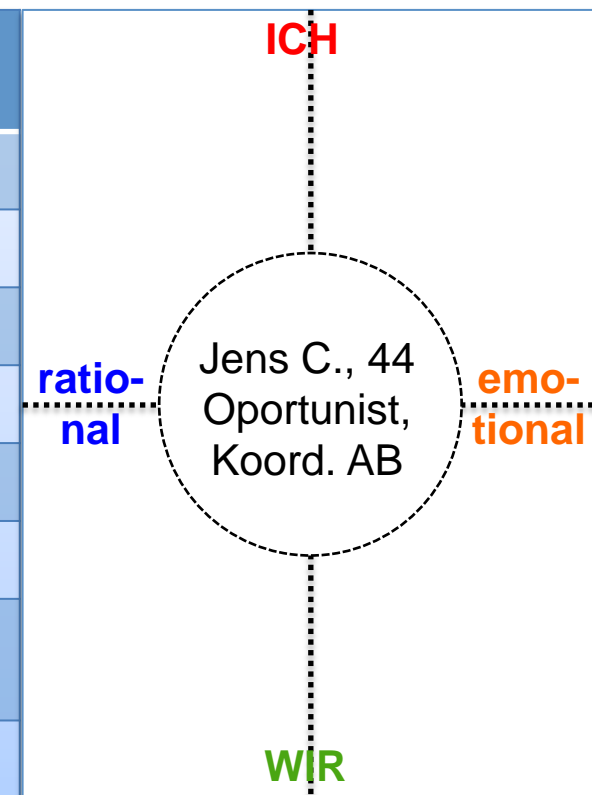 ICH
ratio-
nal
Jens C., 44
Oportunist,
Koord. AB
emo-
tional
WIR